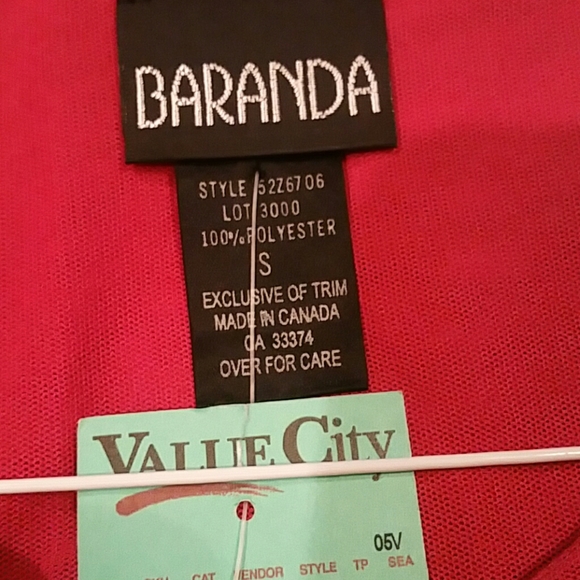 BARANDA
STYLE 52Z6706
LOT 3000
100% POLYESTER
S
EXCLUSIVE OF TRIM
MADE IN CANADA
CA 33374
OVER FOR CARE
VALUE City
05V
CAT VENDOR STYLE TP SEA